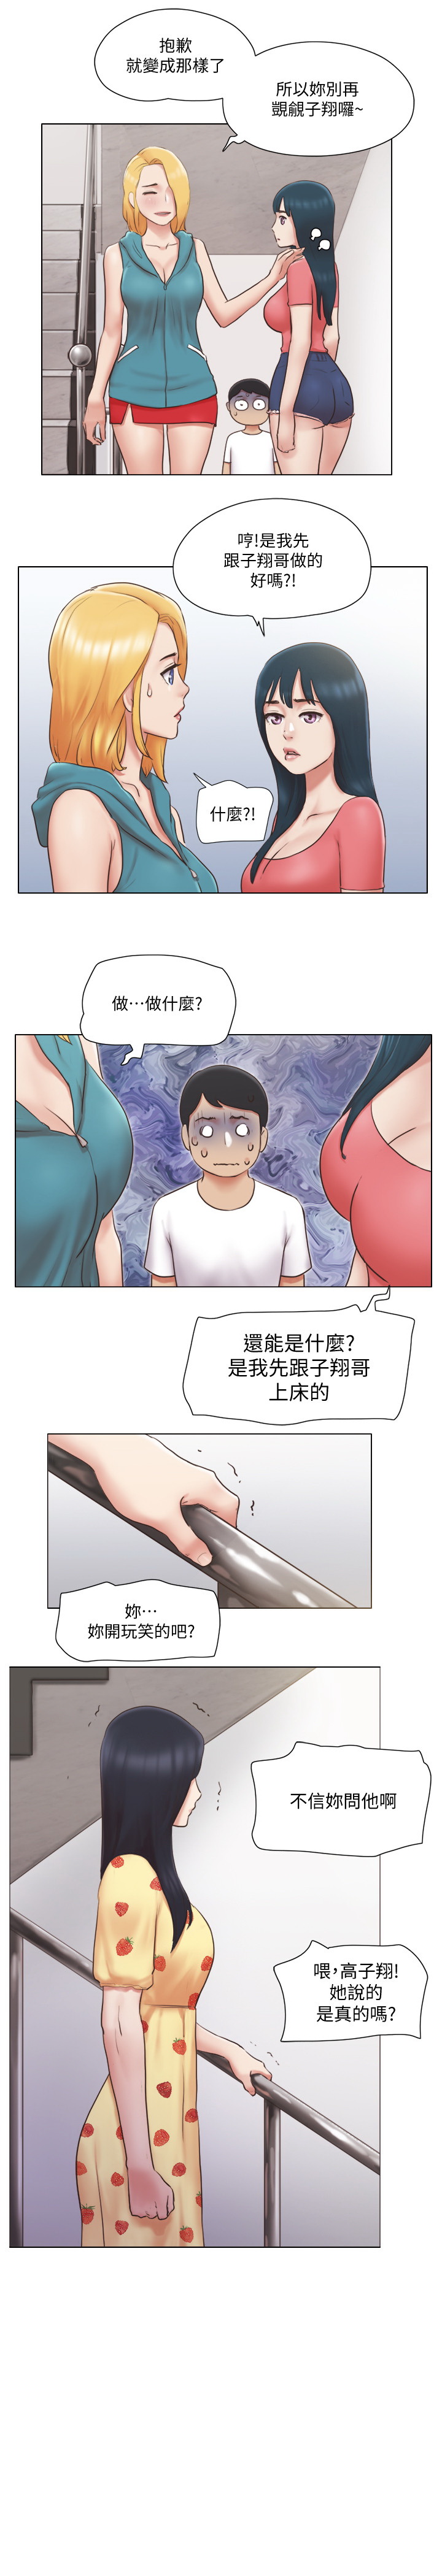 抱歉
就變成那樣了
所以妳別再
覬覦子翔囉~
哼!是我先
跟子翔哥做的
好嗎?!
什麼?!
做⋯做什麼?
還能是什麼?
是我先跟子翔哥
上床的
妳⋯
妳開玩笑的吧?
不信妳問他啊
喂,高子翔!
她說的
是真的嗎?